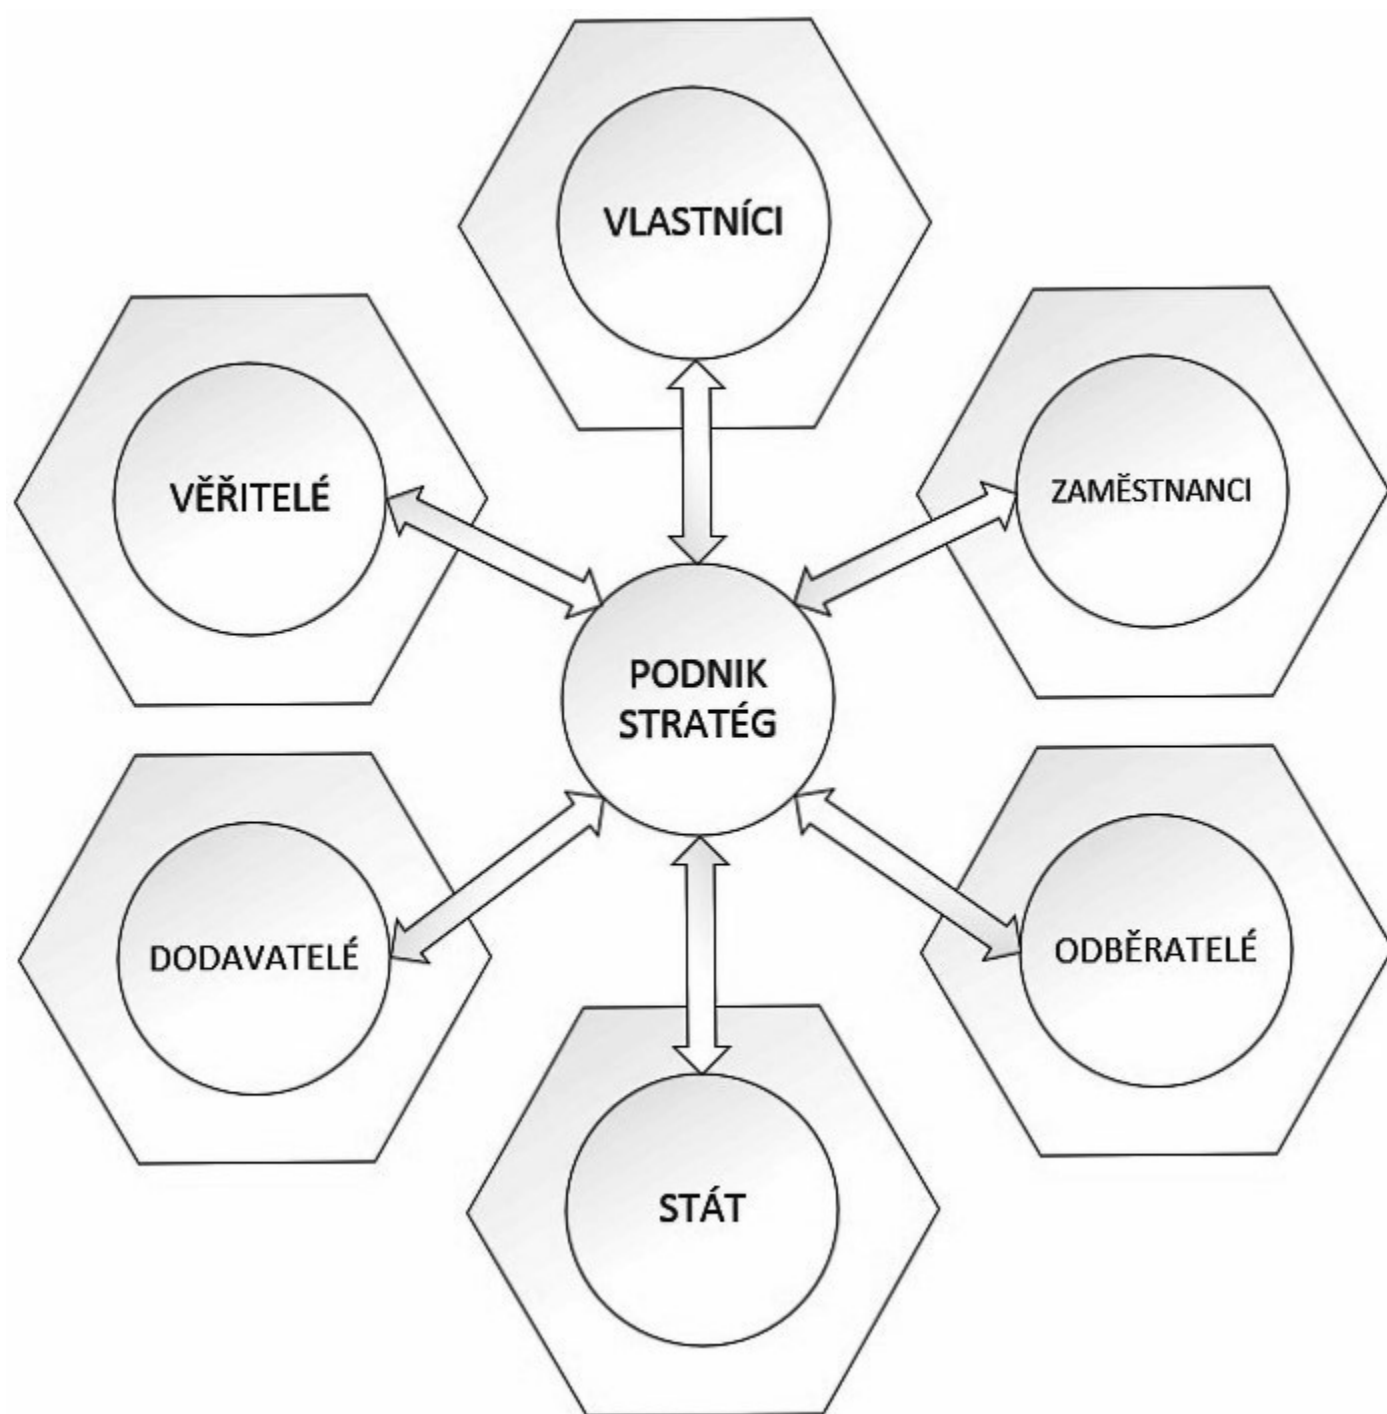 VLASTNÍCI
VĚŘITELÉ
ZAMĚSTNANCI
PODNIK
STRATÉG
DODAVATELÉ
ODBĚRATELÉ
STÁT